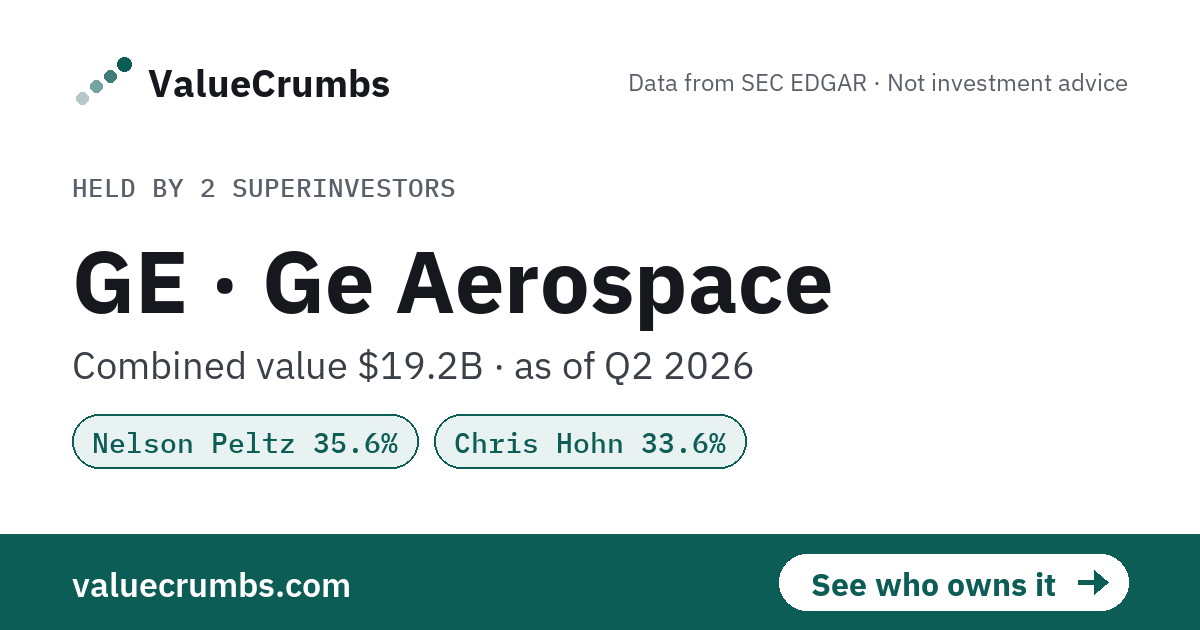 ValueCrumbs
Data from SEC EDGAR · Not investment advice
HELD BY 2 SUPERINVESTORS
GE · Ge Aerospace
Combined value $19.2B · as of Q2 2026
Nelson Peltz 35.6%
Chris Hohn 33.6%
valuecrumbs.com
See who owns it →